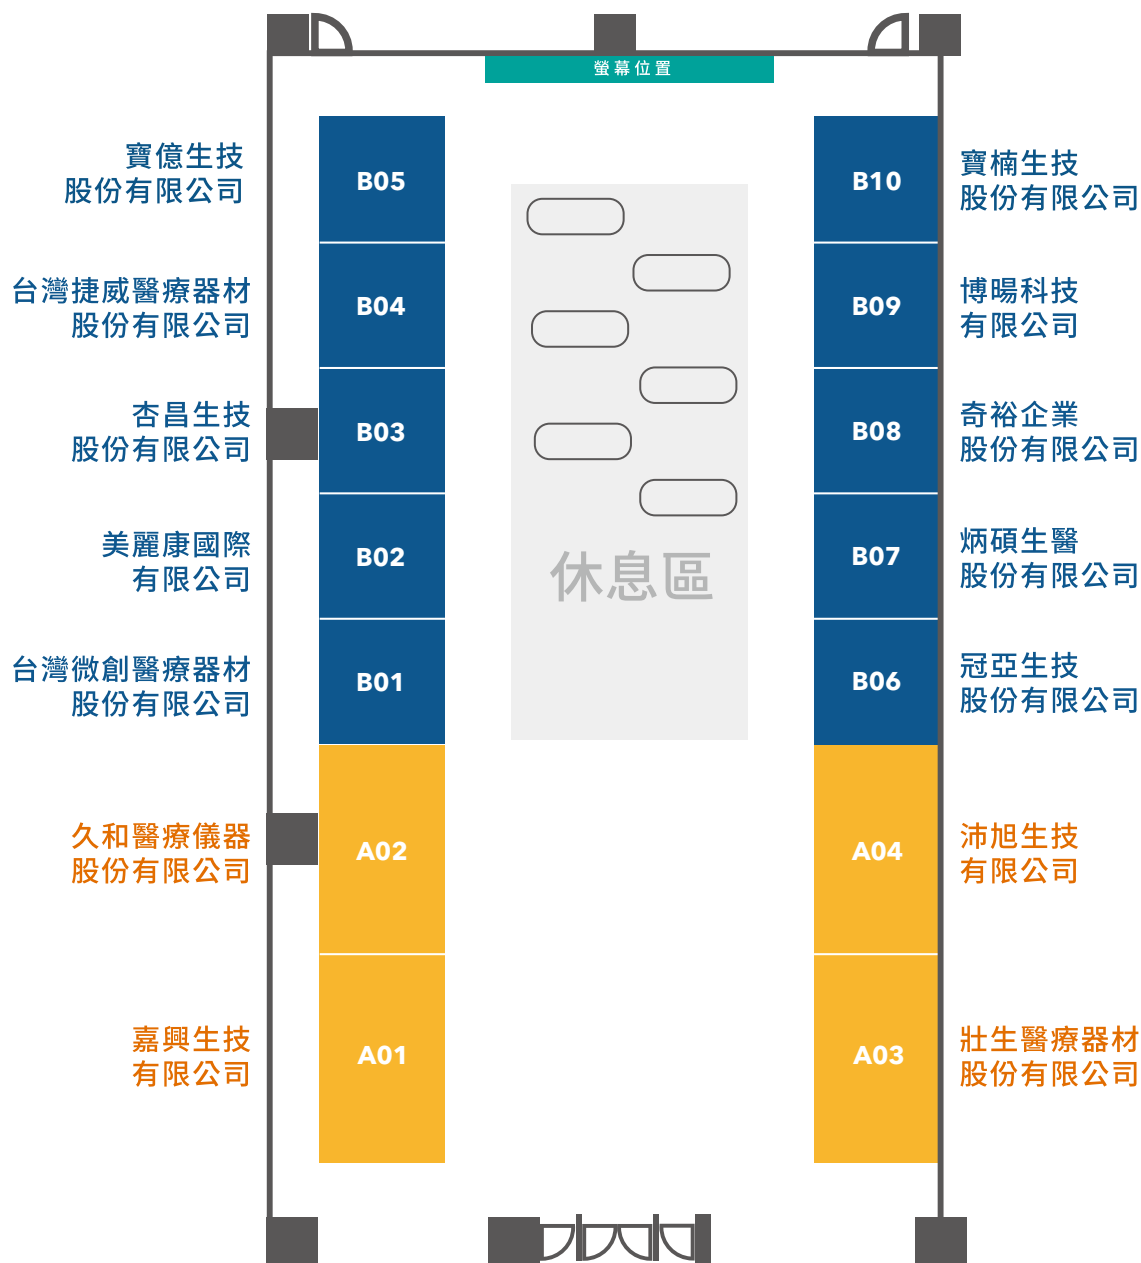 螢幕位置
寶億生技
股份有限公司
B05
B10
寶楠生技
股份有限公司
台灣捷威醫療器材
股份有限公司
B04
B09
博暘科技
有限公司
杏昌生技
股份有限公司
B03
B08
奇裕企業
股份有限公司
美麗康國際
有限公司
B02
休息區
B07
炳碩生醫
股份有限公司
台灣微創醫療器材
股份有限公司
B01
B06
冠亞生技
股份有限公司
久和醫療儀器
股份有限公司
A02
A04
沛旭生技
有限公司
嘉興生技
有限公司
A01
A03
壯生醫療器材
股份有限公司